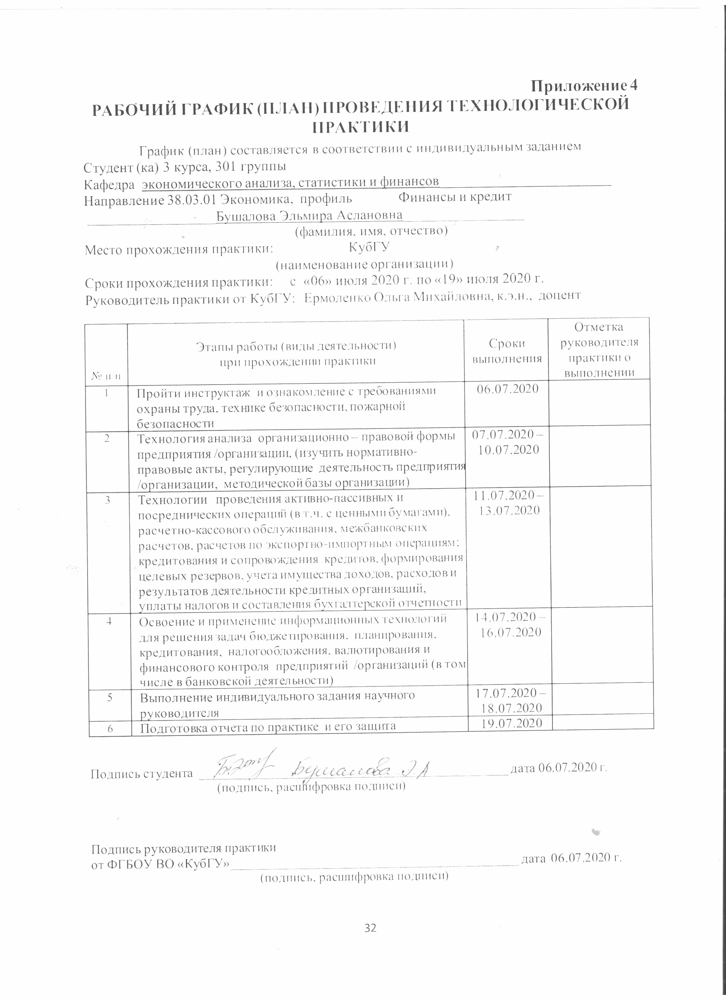 Приложение 4
РАБОЧИЙ ГРАФИК (ПЛАН) ПРОВЕДЕНИЯ ТЕХНОЛОГИЧЕСКОЙ
ПРАКТИКИ
График (план) составляется в соответствии с индивидуальным заданием
Студент (ка) 3 курса, 301 группы
Кафедра экономического анализа, статистики и финансов
Направление 38.03.01 Экономика, профиль Финансы и кредит
Бушалова Эльмира Аслановна
(фамилия, имя, отчество)
Место прохождения практики: КубГУ
(наименование организации)
Сроки прохождения практики: с «06» июля 2020 г. по «19» июля 2020 г.
Руководитель практики от КубГУ: Ермоленко Ольга Михайловна, к.э.н., доцент
№ п/п
Этапы работы (виды деятельности)
при прохождении практики
Сроки
выполнения
Отметка
руководителя
практики о
выполнении
1
Пройти инструктаж и ознакомление с требованиями
охраны труда, технике безопасности, пожарной
безопасности
06.07.2020
2
Технология анализа организационно – правовой формы
предприятия /организации, (изучить нормативно-
правовые акты, регулирующие деятельность предприятия
/организации, методической базы организации)
07.07.2020 –
10.07.2020
3
Технологии проведения активно-пассивных и
посреднических операций (в т.ч. с ценными бумагами),
расчетно-кассового обслуживания, межбанковских
расчетов, расчетов по экспортно-импортным операциям;
кредитования и сопровождения кредитов, формирования
целевых резервов, учета имущества доходов, расходов и
результатов деятельности кредитных организаций,
уплаты налогов и составления бухгалтерской отчетности
11.07.2020 –
13.07.2020
4
Освоение и применение информационных технологий
для решения задач бюджетирования, планирования,
кредитования, налогообложения, валютирования и
финансового контроля предприятий /организаций (в том
числе в банковской деятельности)
14.07.2020 –
16.07.2020
5
Выполнение индивидуального задания научного
руководителя
17.07.2020 –
18.07.2020
6
Подготовка отчета по практике и его защита
19.07.2020
Подпись студента Бушалова Э.А дата 06.07.2020 г.
(подпись, расшифровка подписи)
Подпись руководителя практики
от ФГБОУ ВО «КубГУ» дата 06.07.2020 г.
(подпись, расшифровка подписи)
32